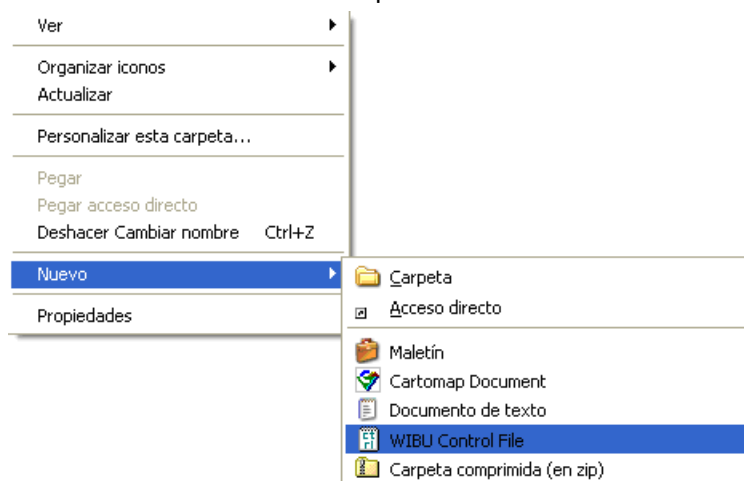 Ver
Organizar iconos
Actualizar
Personalizar esta carpeta...
Pegar
Pegar acceso directo
Deshacer Cambiar nombre Ctrl+Z
Nuevo
Propiedades
Carpeta
Acceso directo
Maletín
Cartomap Document
Documento de texto
WIBU Control File
Carpeta comprimida (en zip)